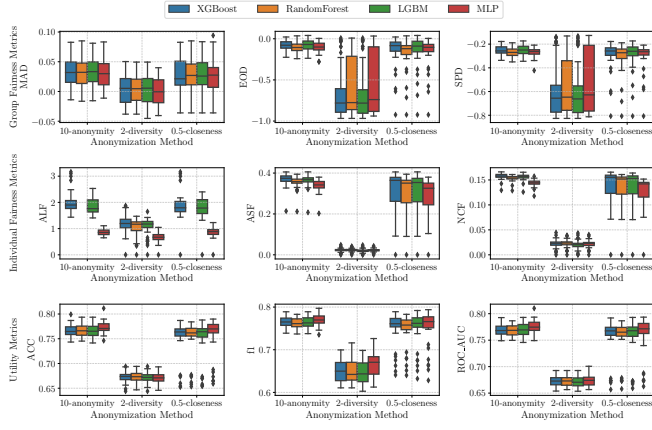 XGBoost RandomForest LGBM MLP
Group Fairness Metrics
MAD
0.10
0.05
0.00
−0.05
10-anonymity 2-diversity 0.5-closeness
Anonymization Method
EOD
0.0
−0.5
−1.0
10-anonymity 2-diversity 0.5-closeness
Anonymization Method
SPD
−0.2
−0.4
−0.6
−0.8
10-anonymity 2-diversity 0.5-closeness
Anonymization Method
Individual Fairness Metrics
ALF
3
2
1
0
10-anonymity 2-diversity 0.5-closeness
Anonymization Method
ASF
0.4
0.2
0.0
10-anonymity 2-diversity 0.5-closeness
Anonymization Method
NCF
0.15
0.10
0.05
0.00
10-anonymity 2-diversity 0.5-closeness
Anonymization Method
Utility Metrics
ACC
0.80
0.75
0.70
0.65
10-anonymity 2-diversity 0.5-closeness
Anonymization Method
f1
0.8
0.7
0.6
10-anonymity 2-diversity 0.5-closeness
Anonymization Method
ROC_AUC
0.80
0.75
0.70
0.65
10-anonymity 2-diversity 0.5-closeness
Anonymization Method